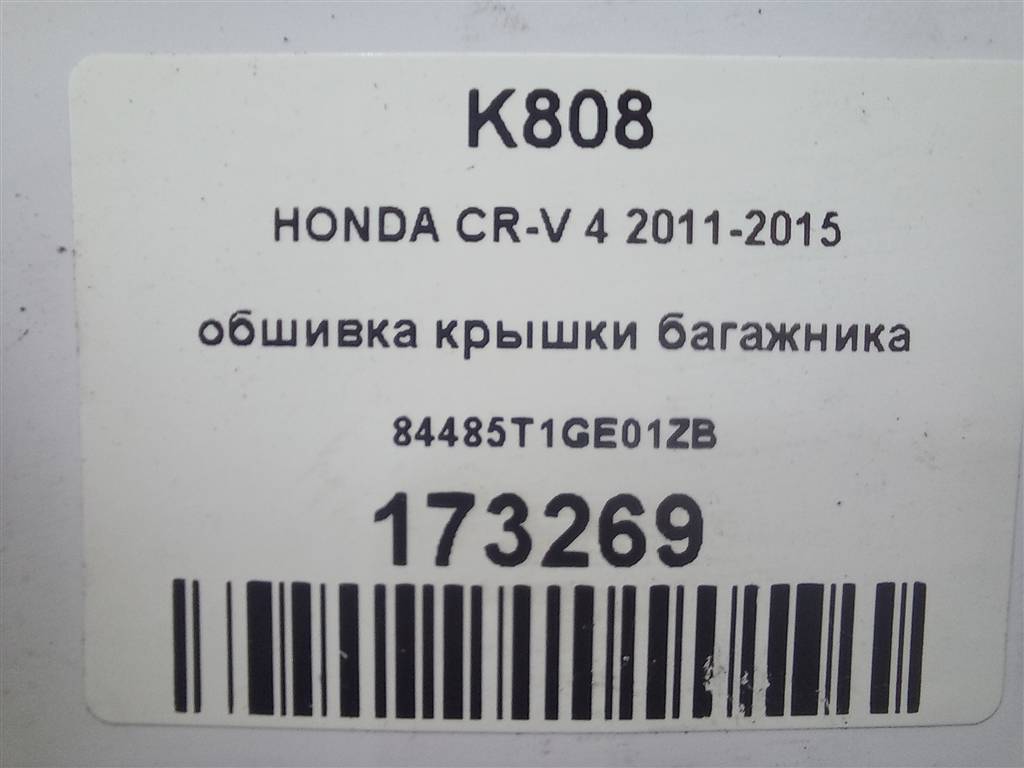 K808
HONDA CR-V 4 2011-2015
обшивка крышки багажника
84485T1GE01ZB
173269